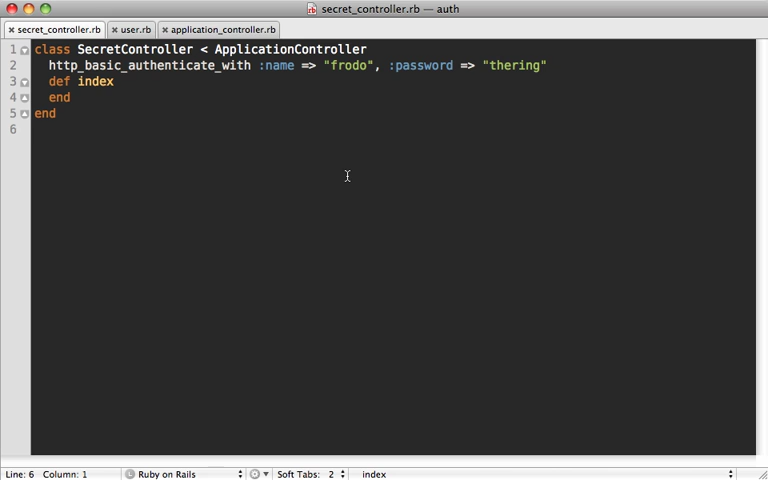 secret_controller.rb — auth
secret_controller.rb user.rb application_controller.rb
1 class SecretController < ApplicationController
2 http_basic_authenticate_with :name => "frodo", :password => "thering"
3 def index
4 end
5 end
6
Line: 6 Column: 1 Ruby on Rails Soft Tabs: 2 index